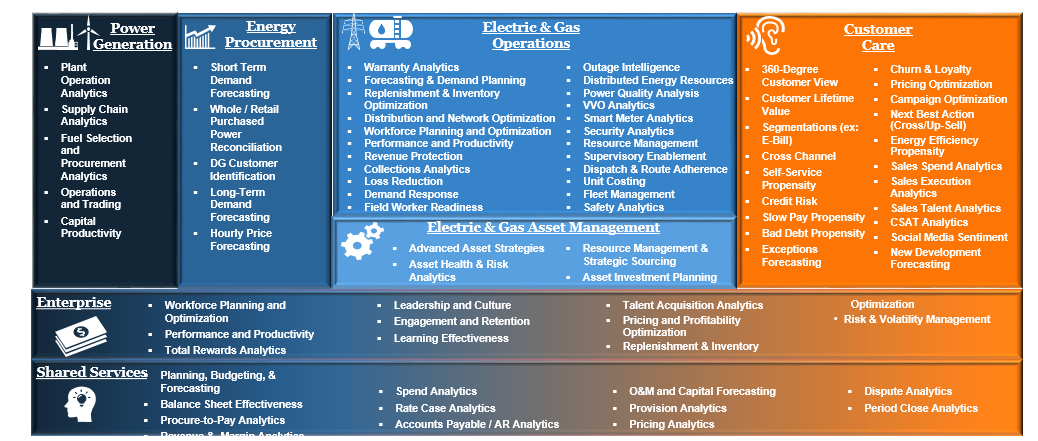 Power
Generation
Plant
Operation
Analytics
Supply Chain
Analytics
Fuel Selection
and
Procurement
Analytics
Operations
and Trading
Capital
Productivity
Energy
Procurement
Short Term
Demand
Forecasting
Whole / Retail
Purchased
Power
Reconciliation
DG Customer
Identification
Long-Term
Demand
Forecasting
Hourly Price
Forecasting
Electric & Gas
Operations
Warranty Analytics
Forecasting & Demand Planning
Replenishment & Inventory
Optimization
Distribution and Network Optimization
Workforce Planning and Optimization
Performance and Productivity
Revenue Protection
Collections Analytics
Loss Reduction
Demand Response
Field Worker Readiness
Outage Intelligence
Distributed Energy Resources
Power Quality Analysis
VVO Analytics
Smart Meter Analytics
Security Analytics
Resource Management
Supervisory Enablement
Dispatch & Route Adherence
Unit Costing
Fleet Management
Safety Analytics
Electric & Gas Asset Management
Advanced Asset Strategies
Asset Health & Risk
Analytics
Resource Management &
Strategic Sourcing
Asset Investment Planning
Customer
Care
360-Degree
Customer View
Customer Lifetime
Value
Segmentations (ex:
E-Bill)
Cross Channel
Self-Service
Propensity
Credit Risk
Slow Pay Propensity
Bad Debt Propensity
Exceptions
Forecasting
Churn & Loyalty
Pricing Optimization
Campaign Optimization
Next Best Action
(Cross/Up-Sell)
Energy Efficiency
Propensity
Sales Spend Analytics
Sales Execution
Analytics
Sales Talent Analytics
CSAT Analytics
Social Media Sentiment
New Development
Forecasting
Enterprise
Workforce Planning and
Optimization
Performance and Productivity
Total Rewards Analytics
Leadership and Culture
Engagement and Retention
Learning Effectiveness
Talent Acquisition Analytics
Pricing and Profitability
Optimization
Replenishment & Inventory
Optimization
Risk & Volatility Management
Shared Services
Planning, Budgeting, &
Forecasting
Balance Sheet Effectiveness
Procure-to-Pay Analytics
Revenue & Margin Analytics
Spend Analytics
Rate Case Analytics
Accounts Payable / AR Analytics
O&M and Capital Forecasting
Provision Analytics
Pricing Analytics
Dispute Analytics
Period Close Analytics